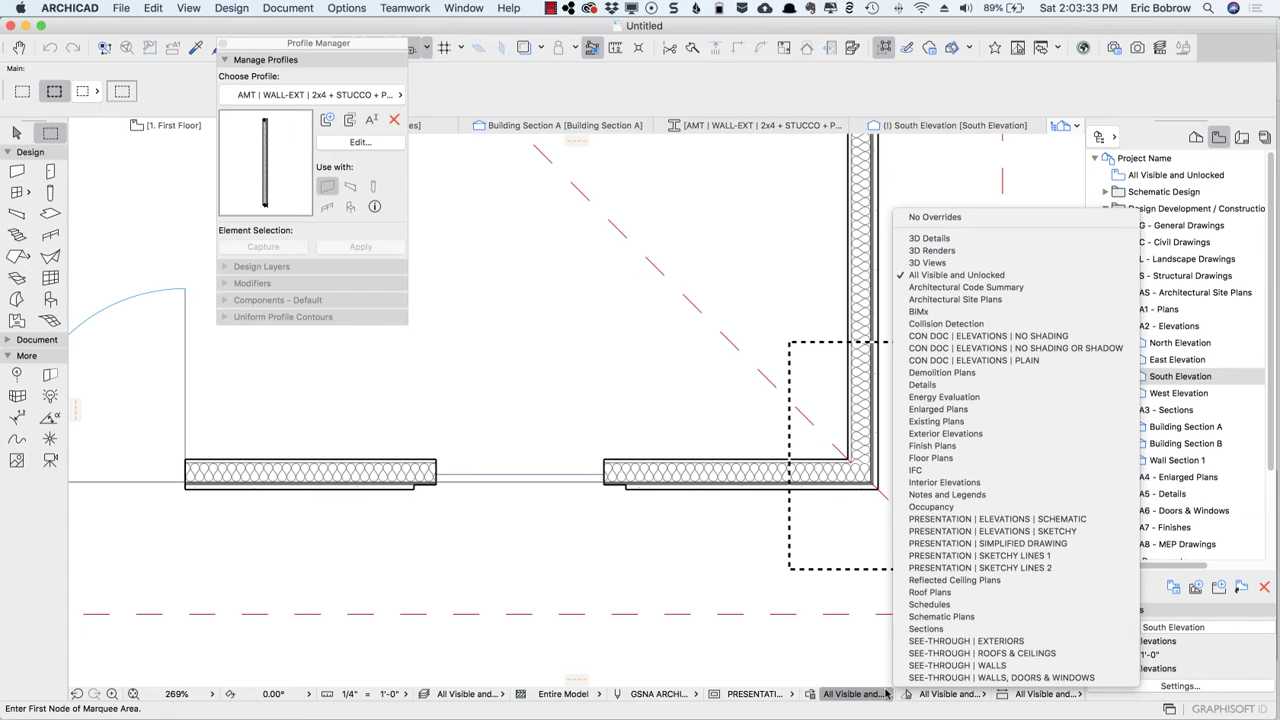 ARCHICAD File Edit View Design Document Options Teamwork Window Help 89% Sat 2:03:33 PM Eric Bobrow
Untitled
Main:
Profile Manager
Manage Profiles
Choose Profile:
AMT | WALL-EXT | 2x4 + STUCCO + P...
Edit...
Use with:
Element Selection:
Capture Apply
Design Layers
Modifiers
Components - Default
Uniform Profile Contours
[1. First Floor]
Building Section A [Building Section A]
[AMT | WALL-EXT | 2x4 + STUCCO + P...
(!) South Elevation [South Elevation]
Design
Document
More
No Overrides
3D Details
3D Renders
3D Views
✓ All Visible and Unlocked
Architectural Code Summary
Architectural Site Plans
BIMx
Collision Detection
CON DOC | ELEVATIONS | NO SHADING
CON DOC | ELEVATIONS | NO SHADING OR SHADOW
CON DOC | ELEVATIONS | PLAIN
Demolition Plans
Details
Energy Evaluation
Enlarged Plans
Existing Plans
Exterior Elevations
Finish Plans
Floor Plans
IFC
Interior Elevations
Notes and Legends
Occupancy
PRESENTATION | ELEVATIONS | SCHEMATIC
PRESENTATION | ELEVATIONS | SKETCHY
PRESENTATION | SIMPLIFIED DRAWING
PRESENTATION | SKETCHY LINES 1
PRESENTATION | SKETCHY LINES 2
Reflected Ceiling Plans
Roof Plans
Schedules
Schematic Plans
Sections
SEE-THROUGH | EXTERIORS
SEE-THROUGH | ROOFS & CEILINGS
SEE-THROUGH | WALLS
SEE-THROUGH | WALLS, DOORS & WINDOWS
Project Name
All Visible and Unlocked
Schematic Design
Design Development / Constructio
G - General Drawings
C - Civil Drawings
L - Landscape Drawings
S - Structural Drawings
AS - Architectural Site Plans
A1 - Plans
A2 - Elevations
North Elevation
East Elevation
South Elevation
West Elevation
A3 - Sections
Building Section A
Building Section B
Wall Section 1
A4 - Enlarged Plans
A5 - Details
A6 - Doors & Windows
A7 - Finishes
A8 - MEP Drawings
South Elevation
Settings...
269% 0.00° 1/4" = 1'-0" All Visible and... Entire Model GSNA ARCHI... PRESENTATI... All Visible and... All Visible and... All Visible and...
Enter First Node of Marquee Area.
GRAPHISOFT ID